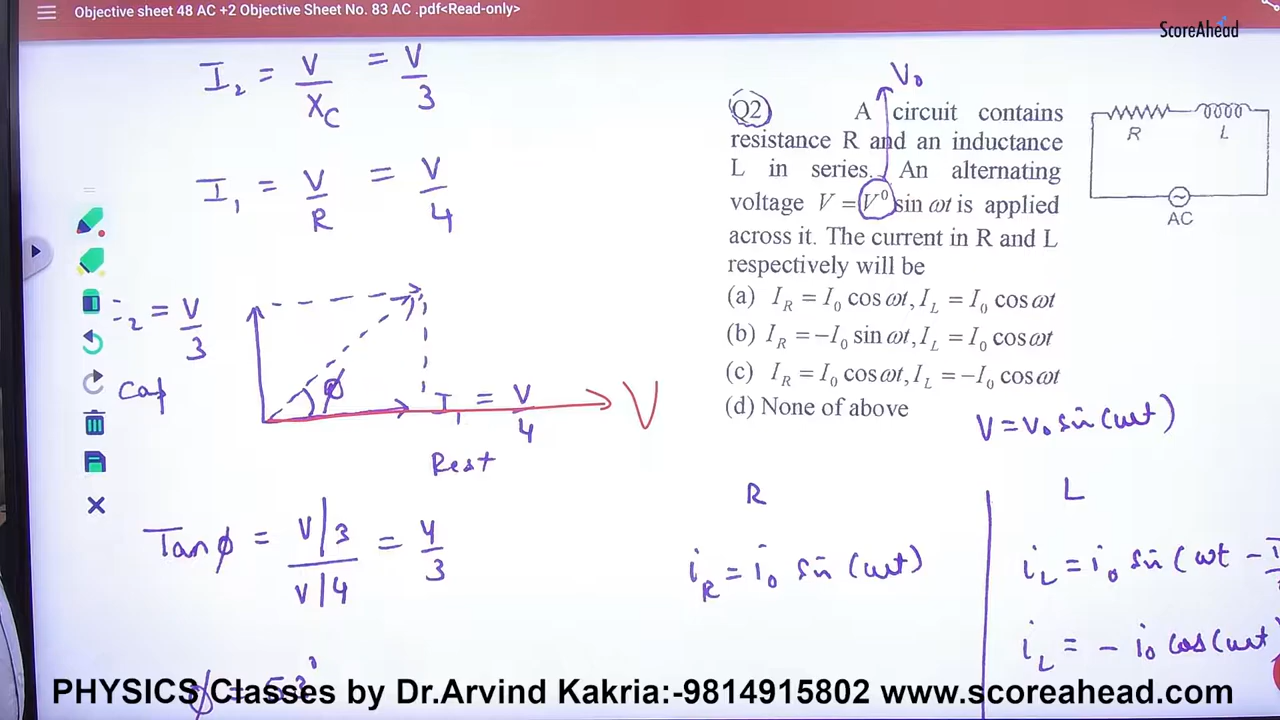 Objective sheet 48 AC +2 Objective Sheet No. 83 AC .pdf<Read-only>
ScoreAhead
I₂ = V/X_C = V/3
I₁ = V/R = V/4
₂ = V/3
Cap
ϕ
I₁ = V/4
V
Rest
Tanϕ = V/3 / V/4 = 4/3
ϕ = 53°
V₀
Q2 A circuit contains
resistance R and an inductance
L in series. An alternating
voltage V = V⁰ sin ωt is applied
across it. The current in R and L
respectively will be
(a) I_R = I₀ cos ωt, I_L = I₀ cos ωt
(b) I_R = −I₀ sin ωt, I_L = I₀ cos ωt
(c) I_R = I₀ cos ωt, I_L = −I₀ cos ωt
(d) None of above
R L
AC
V = V₀ sin (ωt)
R
i_R = i₀ sin (ωt)
L
i_L = i₀ sin (ωt −
i_L = − i₀ cos (ωt)
PHYSICS Classes by Dr.Arvind Kakria:-9814915802 www.scoreahead.com